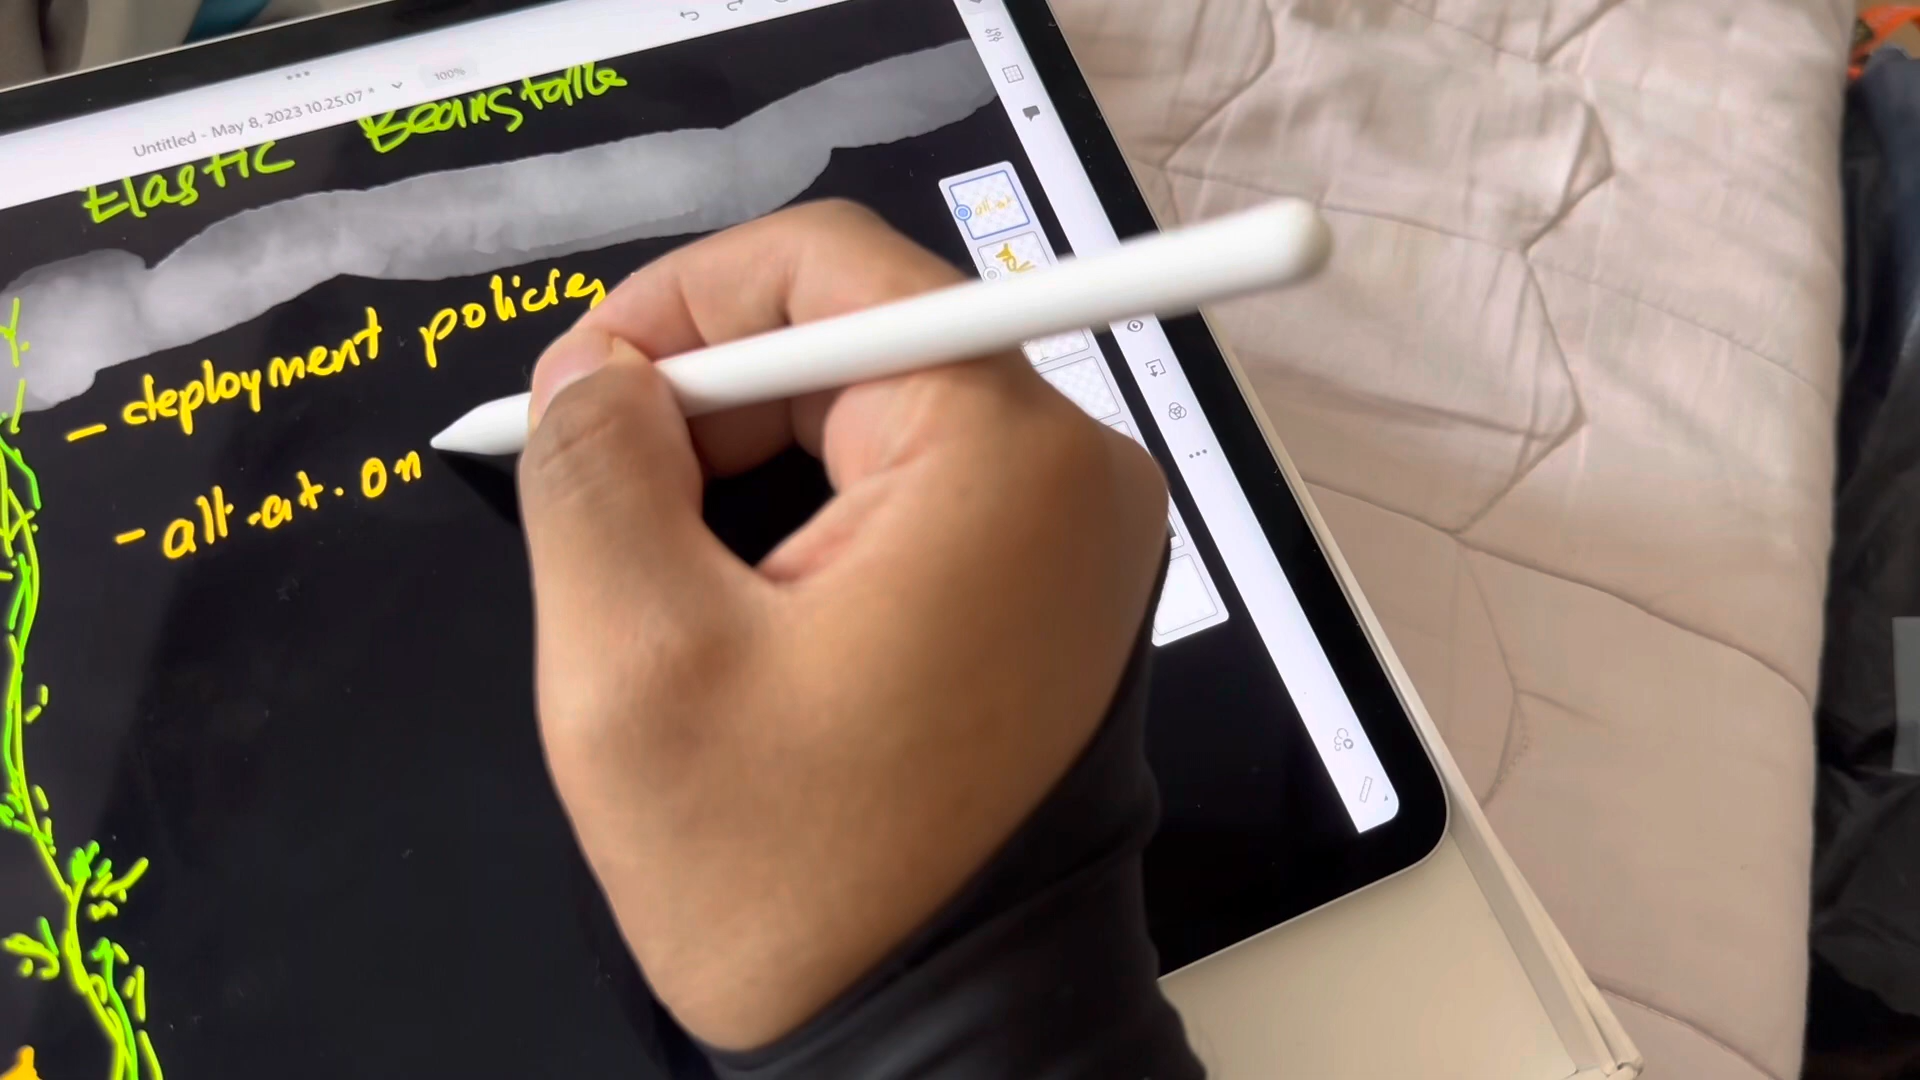 Untitled - May 8, 2023 10.25.07 *
100%
Elastic Beanstalk
- deployment policies
- all-at-on